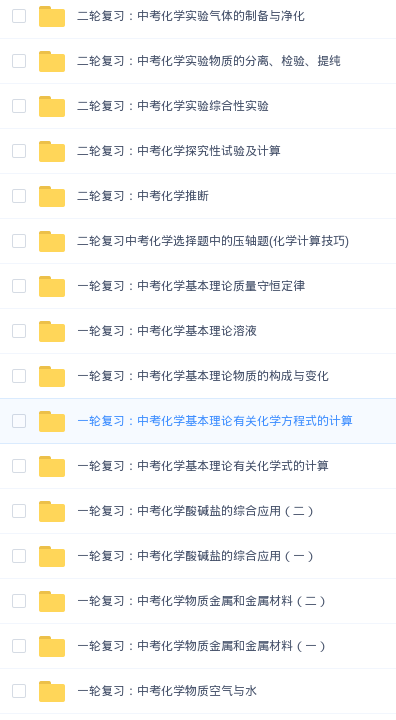 二轮复习：中考化学实验气体的制备与净化
二轮复习：中考化学实验物质的分离、检验、提纯
二轮复习：中考化学实验综合性实验
二轮复习：中考化学探究性试验及计算
二轮复习：中考化学推断
二轮复习中考化学选择题中的压轴题(化学计算技巧)
一轮复习：中考化学基本理论质量守恒定律
一轮复习：中考化学基本理论溶液
一轮复习：中考化学基本理论物质的构成与变化
一轮复习：中考化学基本理论有关化学方程式的计算
一轮复习：中考化学基本理论有关化学式的计算
一轮复习：中考化学酸碱盐的综合应用（二）
一轮复习：中考化学酸碱盐的综合应用（一）
一轮复习：中考化学物质金属和金属材料（二）
一轮复习：中考化学物质金属和金属材料（一）
一轮复习：中考化学物质空气与水